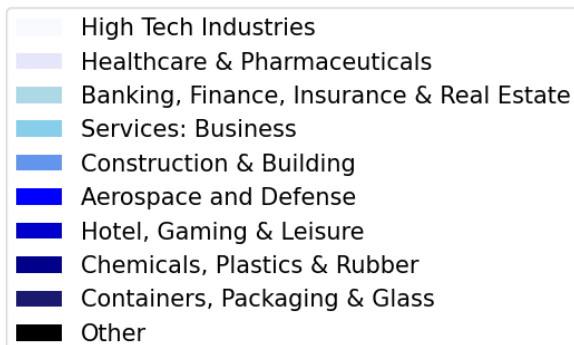 High Tech Industries
Healthcare & Pharmaceuticals
Banking, Finance, Insurance & Real Estate
Services: Business
Construction & Building
Aerospace and Defense
Hotel, Gaming & Leisure
Chemicals, Plastics & Rubber
Containers, Packaging & Glass
Other